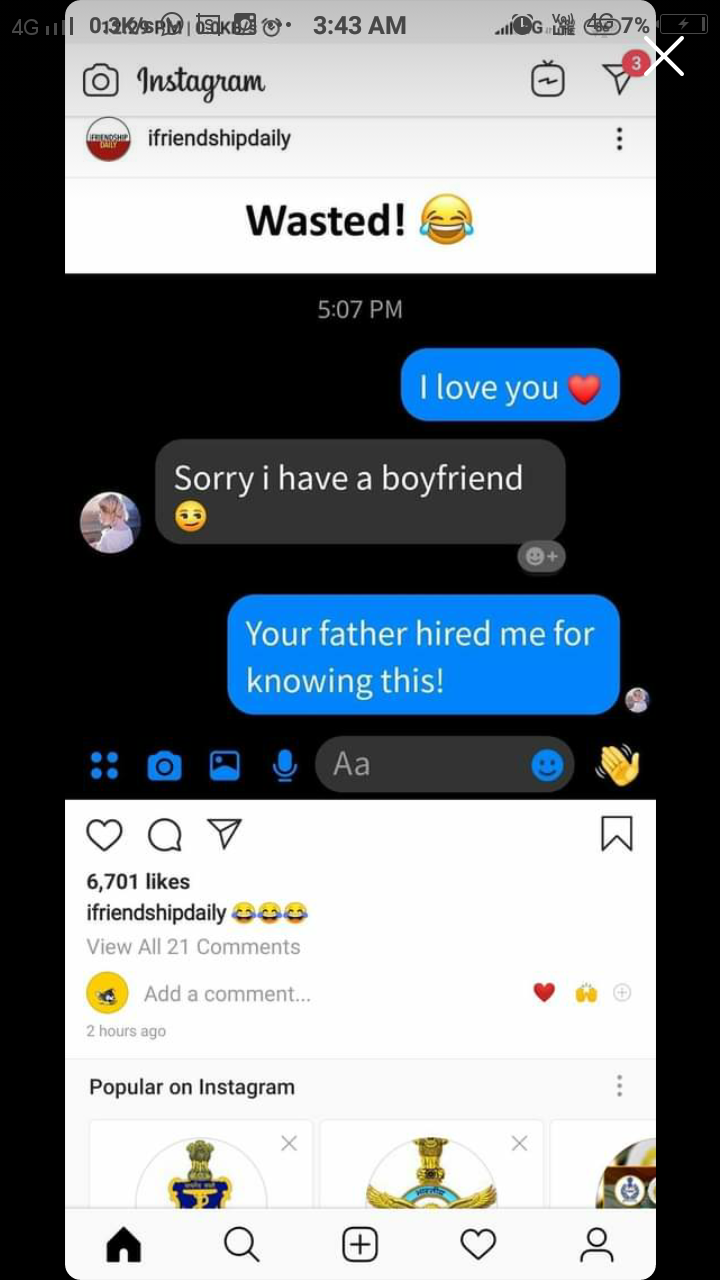 4G
3:43 AM
7%
Instagram
3
iFRIENDSHIP
DAILY
ifriendshipdaily
Wasted! 😂
5:07 PM
I love you ❤️
Sorry i have a boyfriend
😏
Your father hired me for
knowing this!
Aa
6,701 likes
ifriendshipdaily 😂😂😂
View All 21 Comments
Add a comment...
2 hours ago
Popular on Instagram